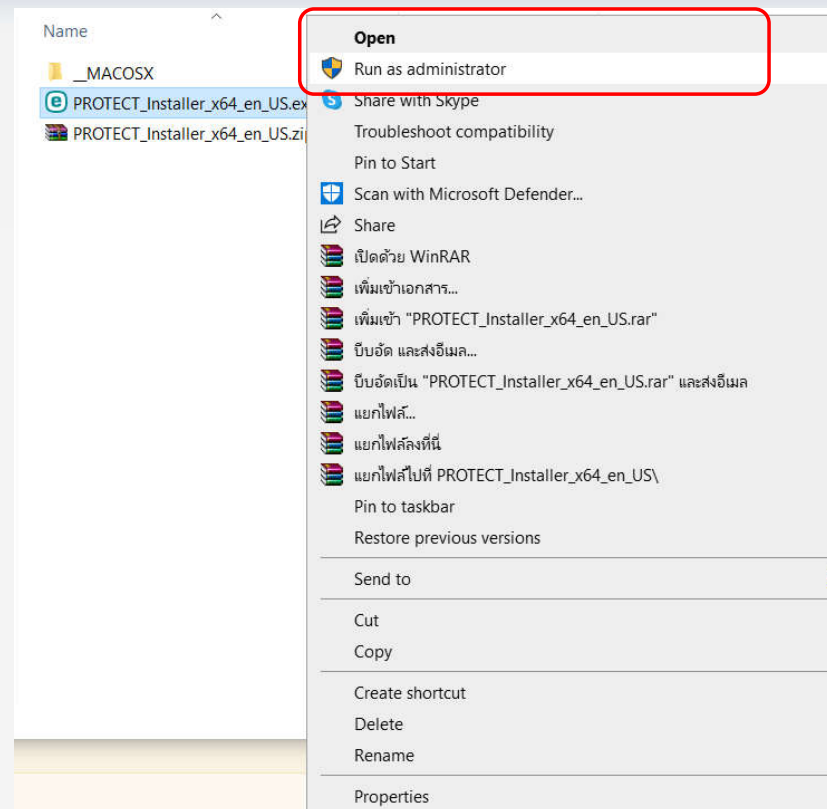 Name
__MACOSX
PROTECT_Installer_x64_en_US.ex
PROTECT_Installer_x64_en_US.zi
Open
Run as administrator
Share with Skype
Troubleshoot compatibility
Pin to Start
Scan with Microsoft Defender...
Share
เปิดด้วย WinRAR
เพิ่มเข้าเอกสาร...
เพิ่มเข้า "PROTECT_Installer_x64_en_US.rar"
บีบอัด และส่งอีเมล...
บีบอัดเป็น "PROTECT_Installer_x64_en_US.rar" และส่งอีเมล
แยกไฟล์...
แยกไฟล์ลงที่นี่
แยกไฟล์ไปที่ PROTECT_Installer_x64_en_US\
Pin to taskbar
Restore previous versions
Send to
Cut
Copy
Create shortcut
Delete
Rename
Properties